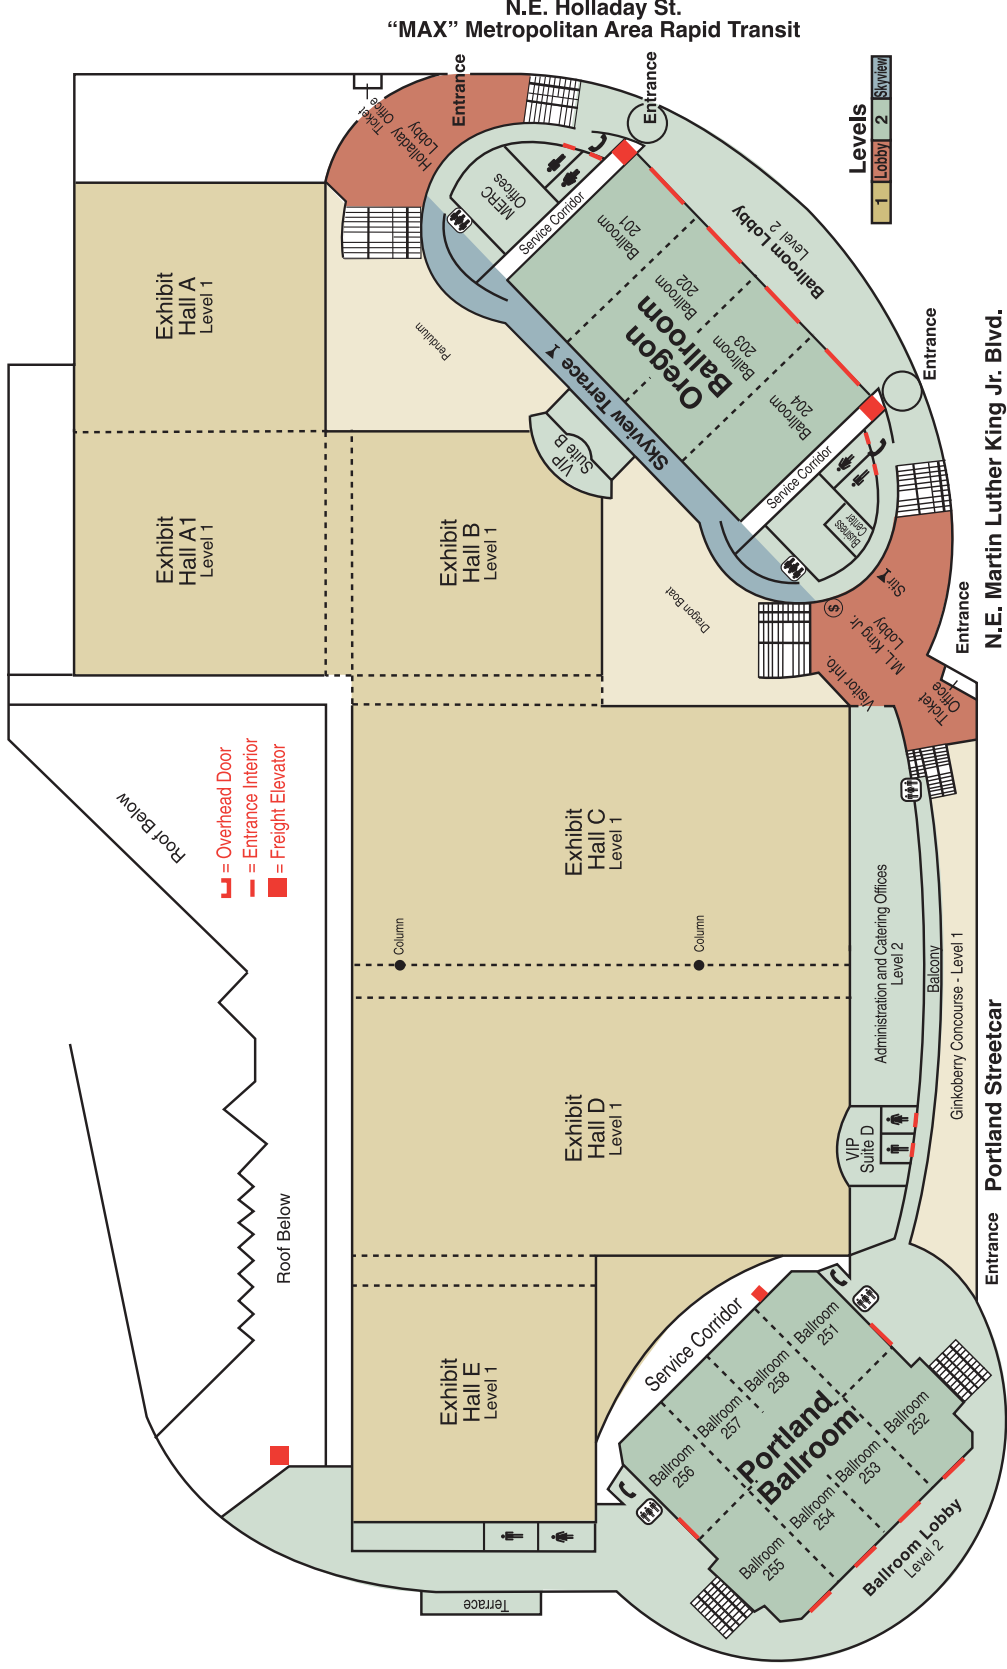 N.E. Holladay St.
“MAX” Metropolitan Area Rapid Transit
Entrance
Entrance
Ticket
Office
Holladay
Lobby
Levels
1
Lobby
2
Skyview
MERC
Offices
Service Corridor
Ballroom
201
Ballroom
202
Ballroom
203
Ballroom
204
Oregon
Ballroom
Ballroom Lobby
Level 2
Exhibit
Hall A
Level 1
Pendulum
Skyview Terrace
VIP
Suite B
Service Corridor
Business
Center
Entrance
N.E. Martin Luther King Jr. Blvd.
Exhibit
Hall A1
Level 1
Exhibit
Hall B
Level 1
Dragon Boat
$
Stir
M.L. King Jr.
Lobby
Visitor Info.
Ticket
Office
Entrance
Roof Below
= Overhead Door
= Entrance Interior
= Freight Elevator
Exhibit
Hall C
Level 1
Column
Column
Administration and Catering Offices
Level 2
Balcony
Ginkoberry Concourse - Level 1
Portland Streetcar
Exhibit
Hall D
Level 1
VIP
Suite D
Entrance
Roof Below
Exhibit
Hall E
Level 1
Service Corridor
Ballroom
251
Ballroom
258
Ballroom
257
Ballroom
256
Portland
Ballroom
Ballroom
252
Ballroom
253
Ballroom
254
Ballroom
255
Ballroom Lobby
Level 2
Terrace